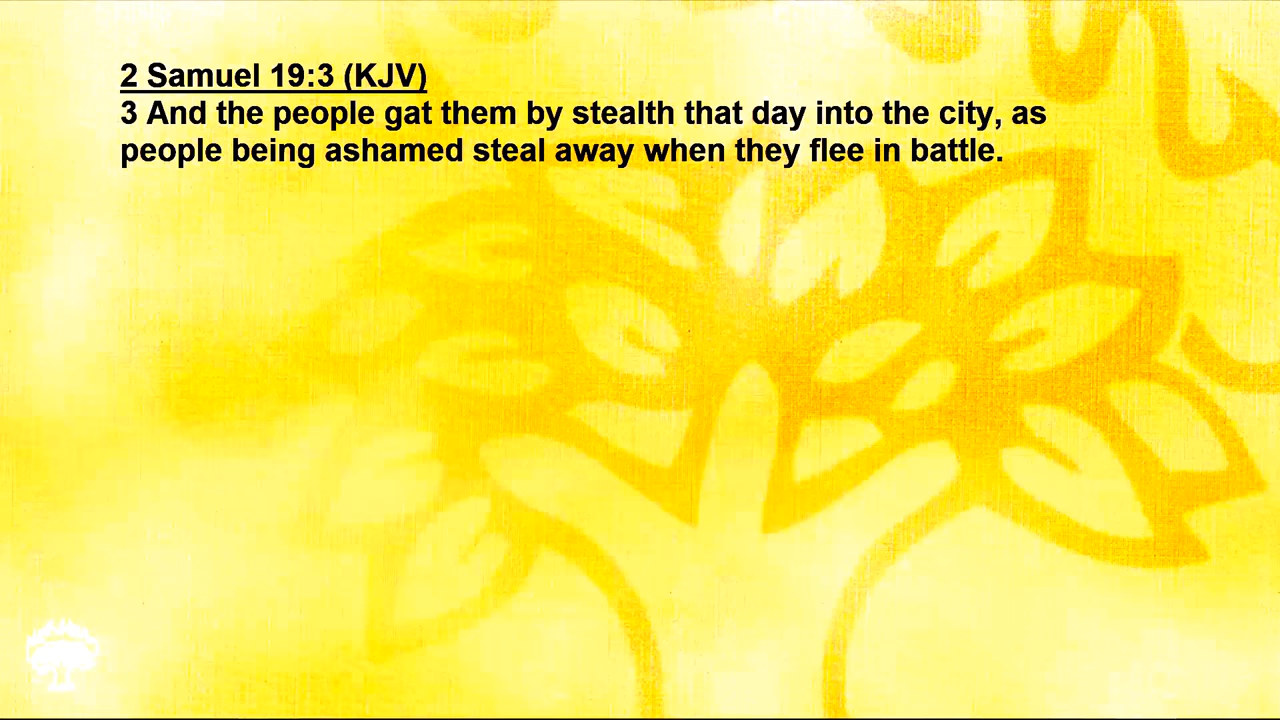 2 Samuel 19:3 (KJV)
3 And the people gat them by stealth that day into the city, as
people being ashamed steal away when they flee in battle.